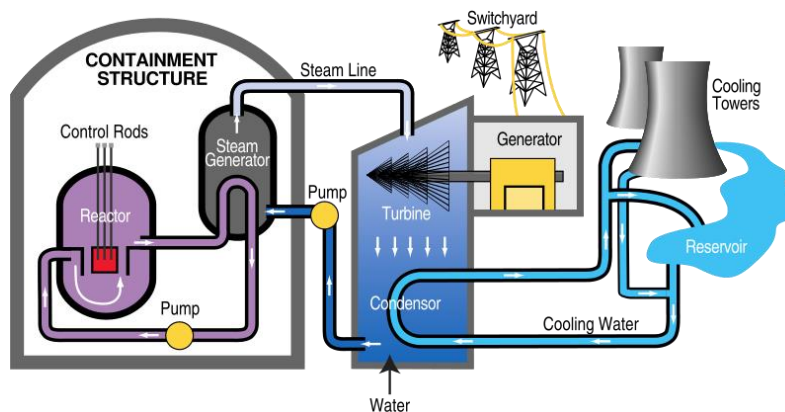 Switchyard
CONTAINMENT
STRUCTURE
Steam Line
Cooling
Towers
Control Rods
Steam
Generator
Generator
Pump
Reactor
Turbine
Reservoir
Condensor
Pump
Cooling Water
Water